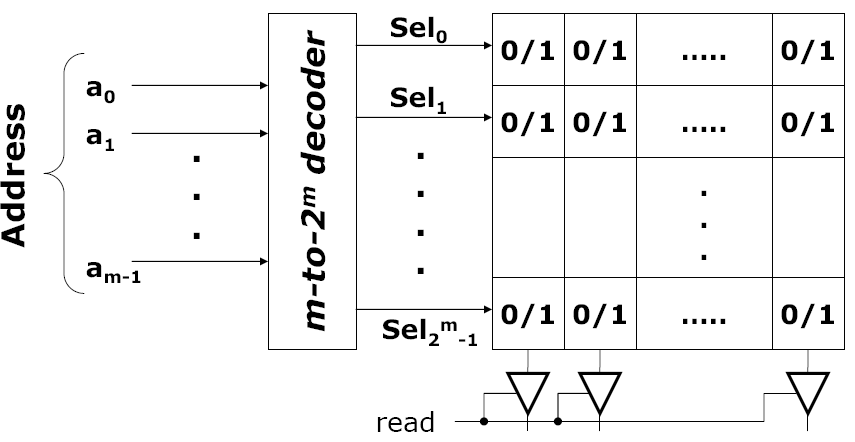 Address
a0
a1
am-1
m-to-2m decoder
Sel0
Sel1
Sel2m-1
0/1 0/1 ..... 0/1
0/1 0/1 ..... 0/1
0/1 0/1 ..... 0/1
read